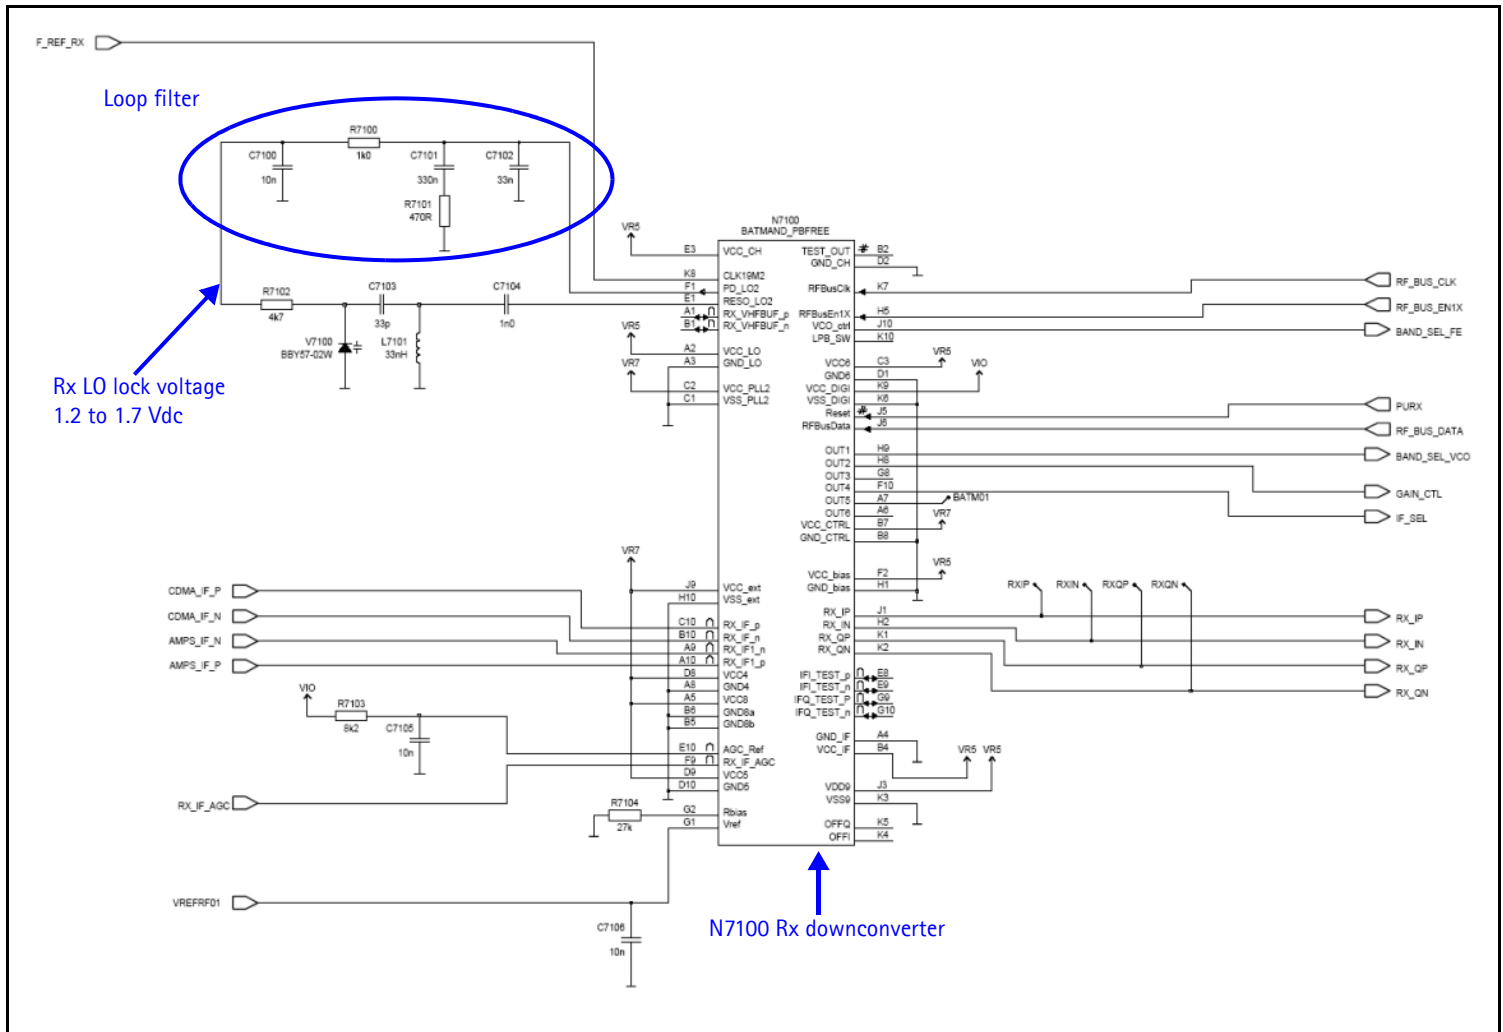 F_REF_RX
Loop filter
R7100
1k0
C7100
10n
C7101
330n
C7102
33n
R7101
470R
R7102
4k7
C7103
33p
C7104
1n0
V7100
BBY57-02W
L7101
33nH
Rx LO lock voltage
1.2 to 1.7 Vdc
N7100
BATMAND_PBFREE
VR5
E3 VCC_CH
K8 CLK19M2
F1 PD_LO2
E1 RESO_LO2
A1 RX_VHFBUF_p
B1 RX_VHFBUF_n
VR5
A2 VCC_LO
A3 GND_LO
VR7
C2 VCC_PLL2
C1 VSS_PLL2
VR7
J9 VCC_ext
H10 VSS_ext
CDMA_IF_P
C10 RX_IF_p
CDMA_IF_N
B10 RX_IF_n
AMPS_IF_N
A9 RX_IF1_n
AMPS_IF_P
A10 RX_IF1_p
D8 VCC4
A8 GND4
A5 VCC8
B6 GND8a
B5 GND8b
VIO
R7103
8k2
C7105
10n
E10 AGC_Ref
F9 RX_IF_AGC
D9 VCC5
D10 GND5
RX_IF_AGC
R7104
27k
G2 Rbias
G1 Vref
VREFRF01
C7106
10n
TEST_OUT # B2
GND_CH D2
RFBusClk K7
RF_BUS_CLK
RFBusEn1X H5
RF_BUS_EN1X
VCO_ctrl J10
BAND_SEL_FE
LPB_SW K10
VR5
VCC6 C3
GND6 D1
VIO
VCC_DIGI K9
VSS_DIGI K6
Reset # J5
PURX
RFBusData J6
RF_BUS_DATA
OUT1 H9
BAND_SEL_VCO
OUT2 H8
OUT3 G8
OUT4 F10
OUT5 A7
BATM01
OUT6 A6
GAIN_CTL
IF_SEL
VCC_CTRL B7
VR7
GND_CTRL B8
VR5
VCC_bias F2
GND_bias H1
RXIP RXIN RXQP RXQN
RX_IP J1
RX_IP
RX_IN H2
RX_IN
RX_QP K1
RX_QP
RX_QN K2
RX_QN
IFI_TEST_p E8
IFI_TEST_n E9
IFQ_TEST_P G9
IFQ_TEST_n G10
GND_IF A4
VCC_IF B4
VR5 VR5
VDD9 J3
VSS9 K3
OFFQ K5
OFFI K4
N7100 Rx downconverter